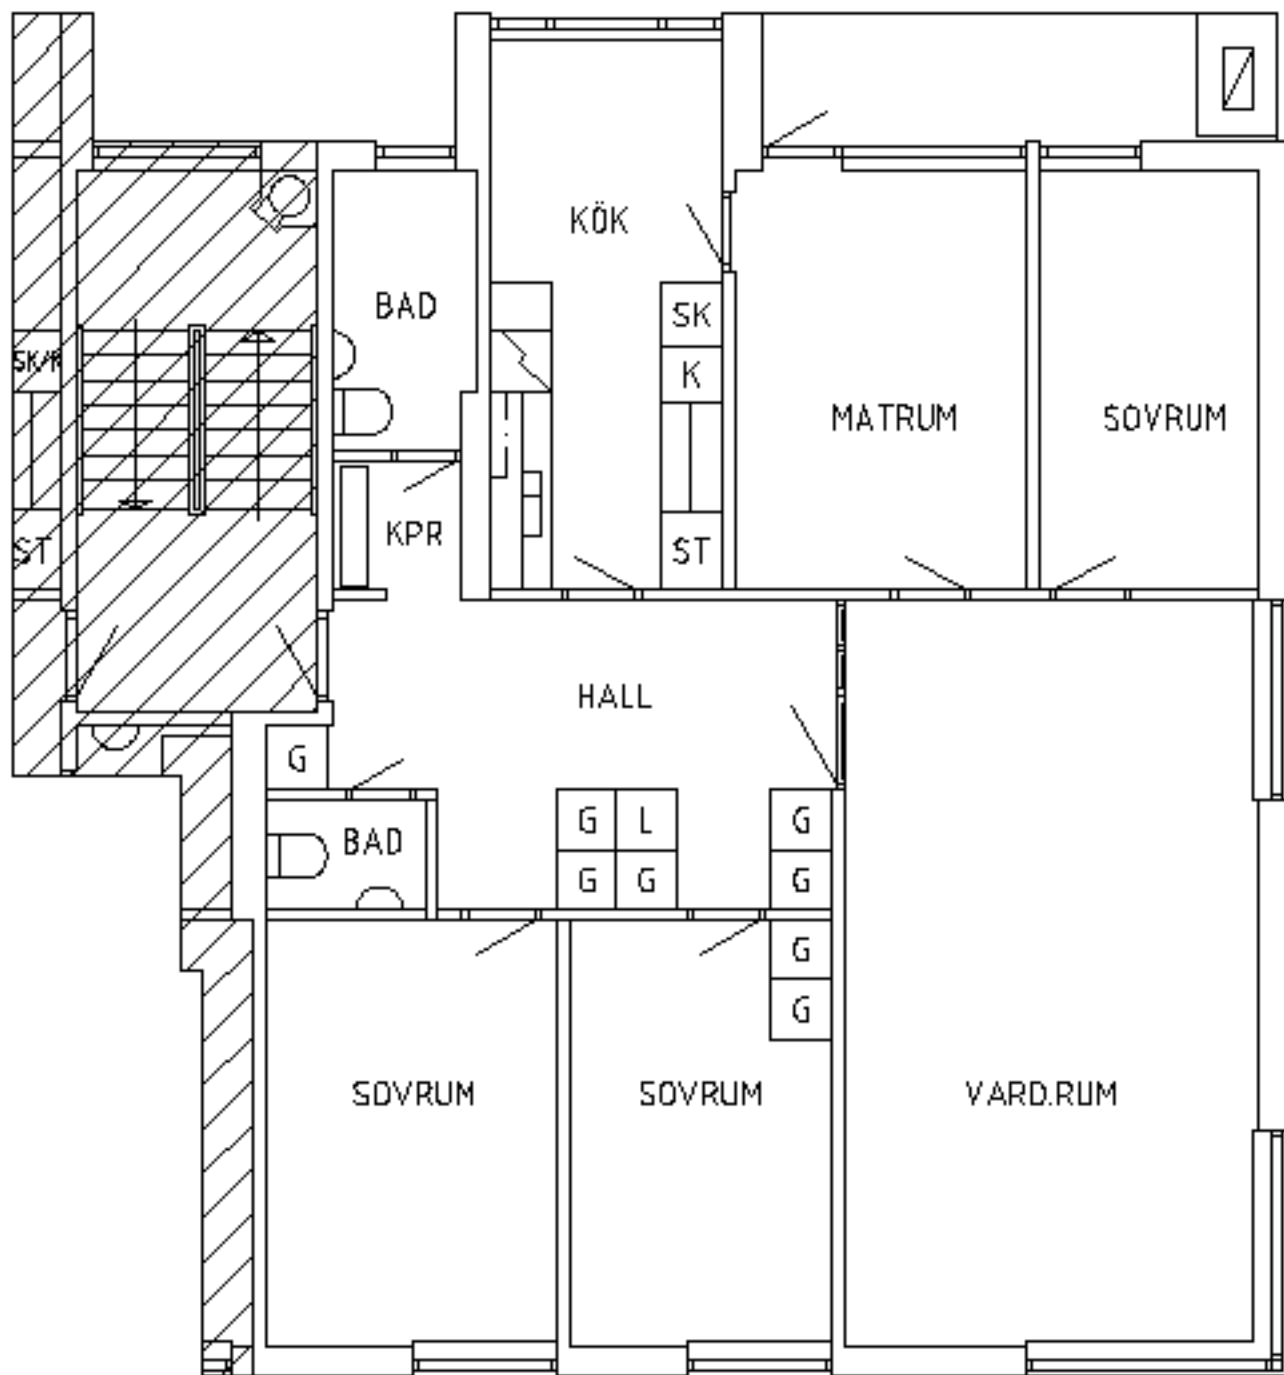 KÖK
BAD
SK
SK/K
K
MATRUM
SOVRUM
KPR
ST
ST
HALL
G
BAD
G L
G G
G
G
G
G
SOVRUM
SOVRUM
VARD.RUM